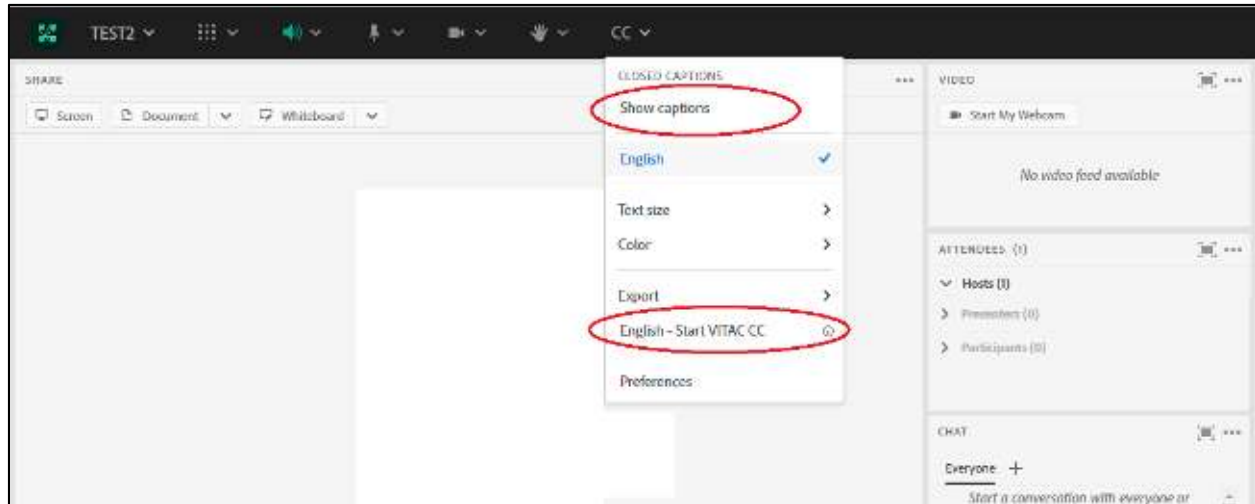 TEST2
CC
SHARE
Screen
Document
Whiteboard
CLOSED CAPTIONS
Show captions
English
Text size
Color
Export
English - Start VITAC CC
Preferences
VIDEO
Start My Webcam
No video feed available
ATTENDEES (1)
Hosts (1)
Presenters (0)
Participants (0)
CHAT
Everyone
Start a conversation with everyone or